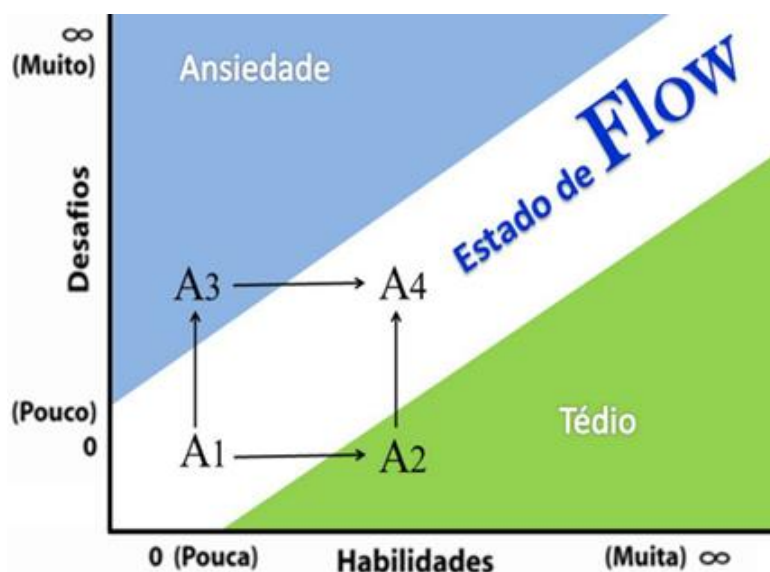 ∞
(Muito)
Desafios
(Pouco)
0
Ansiedade
Estado de Flow
A3
A4
A1
A2
Tédio
0 (Pouca)
Habilidades
(Muita) ∞